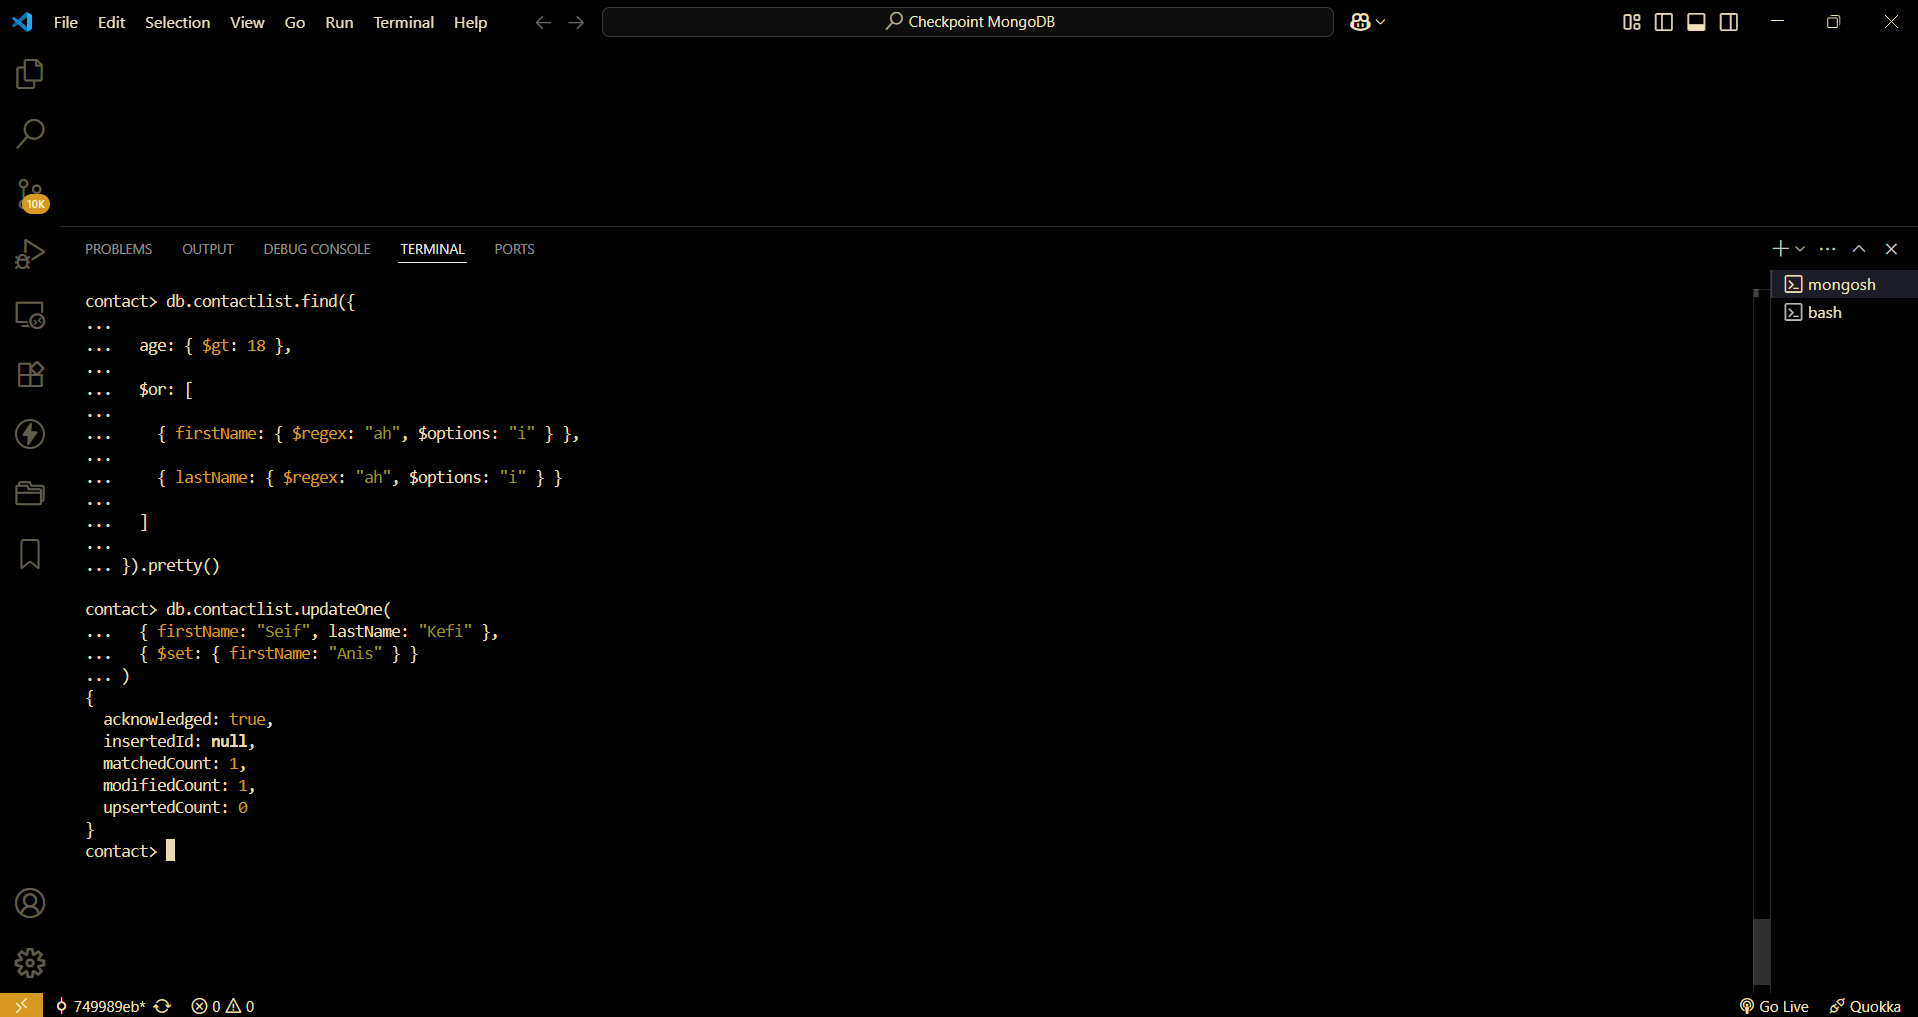 File Edit Selection View Go Run Terminal Help
Checkpoint MongoDB
10K
PROBLEMS OUTPUT DEBUG CONSOLE TERMINAL PORTS
mongosh
bash
contact> db.contactlist.find({
...
...   age: { $gt: 18 },
...
...   $or: [
...
...     { firstName: { $regex: "ah", $options: "i" } },
...
...     { lastName: { $regex: "ah", $options: "i" } }
...
...   ]
...
... }).pretty()
contact> db.contactlist.updateOne(
...   { firstName: "Seif", lastName: "Kefi" },
...   { $set: { firstName: "Anis" } }
... )
{
  acknowledged: true,
  insertedId: null,
  matchedCount: 1,
  modifiedCount: 1,
  upsertedCount: 0
}
contact>
749989eb* 0 0 Go Live Quokka